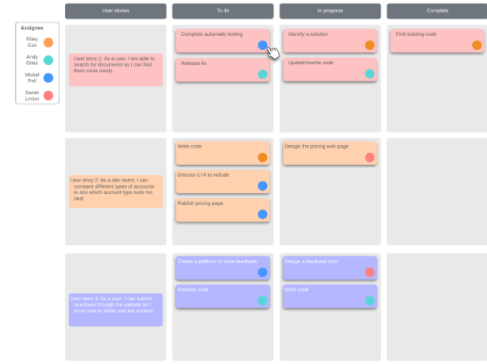 User stories
To do
In progress
Complete
Assignee
Riley
Cox
Andy
Giles
Mickel
Pell
Sarah
Linton
User story 1: As a user, I am able to
search for documents so I can find
them more easily
Complete automatic testing
Release fix
Identify a solution
Update/rewrite code
Find existing code
User story 2: As a site visitor, I can
compare different types of accounts
to see which account type suits me
best
Write code
Discuss CTA to include
Publish pricing page
Design the pricing web page
User story 3: As a user, I can submit
questions through the website so I
know how to better use the product
Create a platform to store feedback
Release code
Design a feedback form
Write code